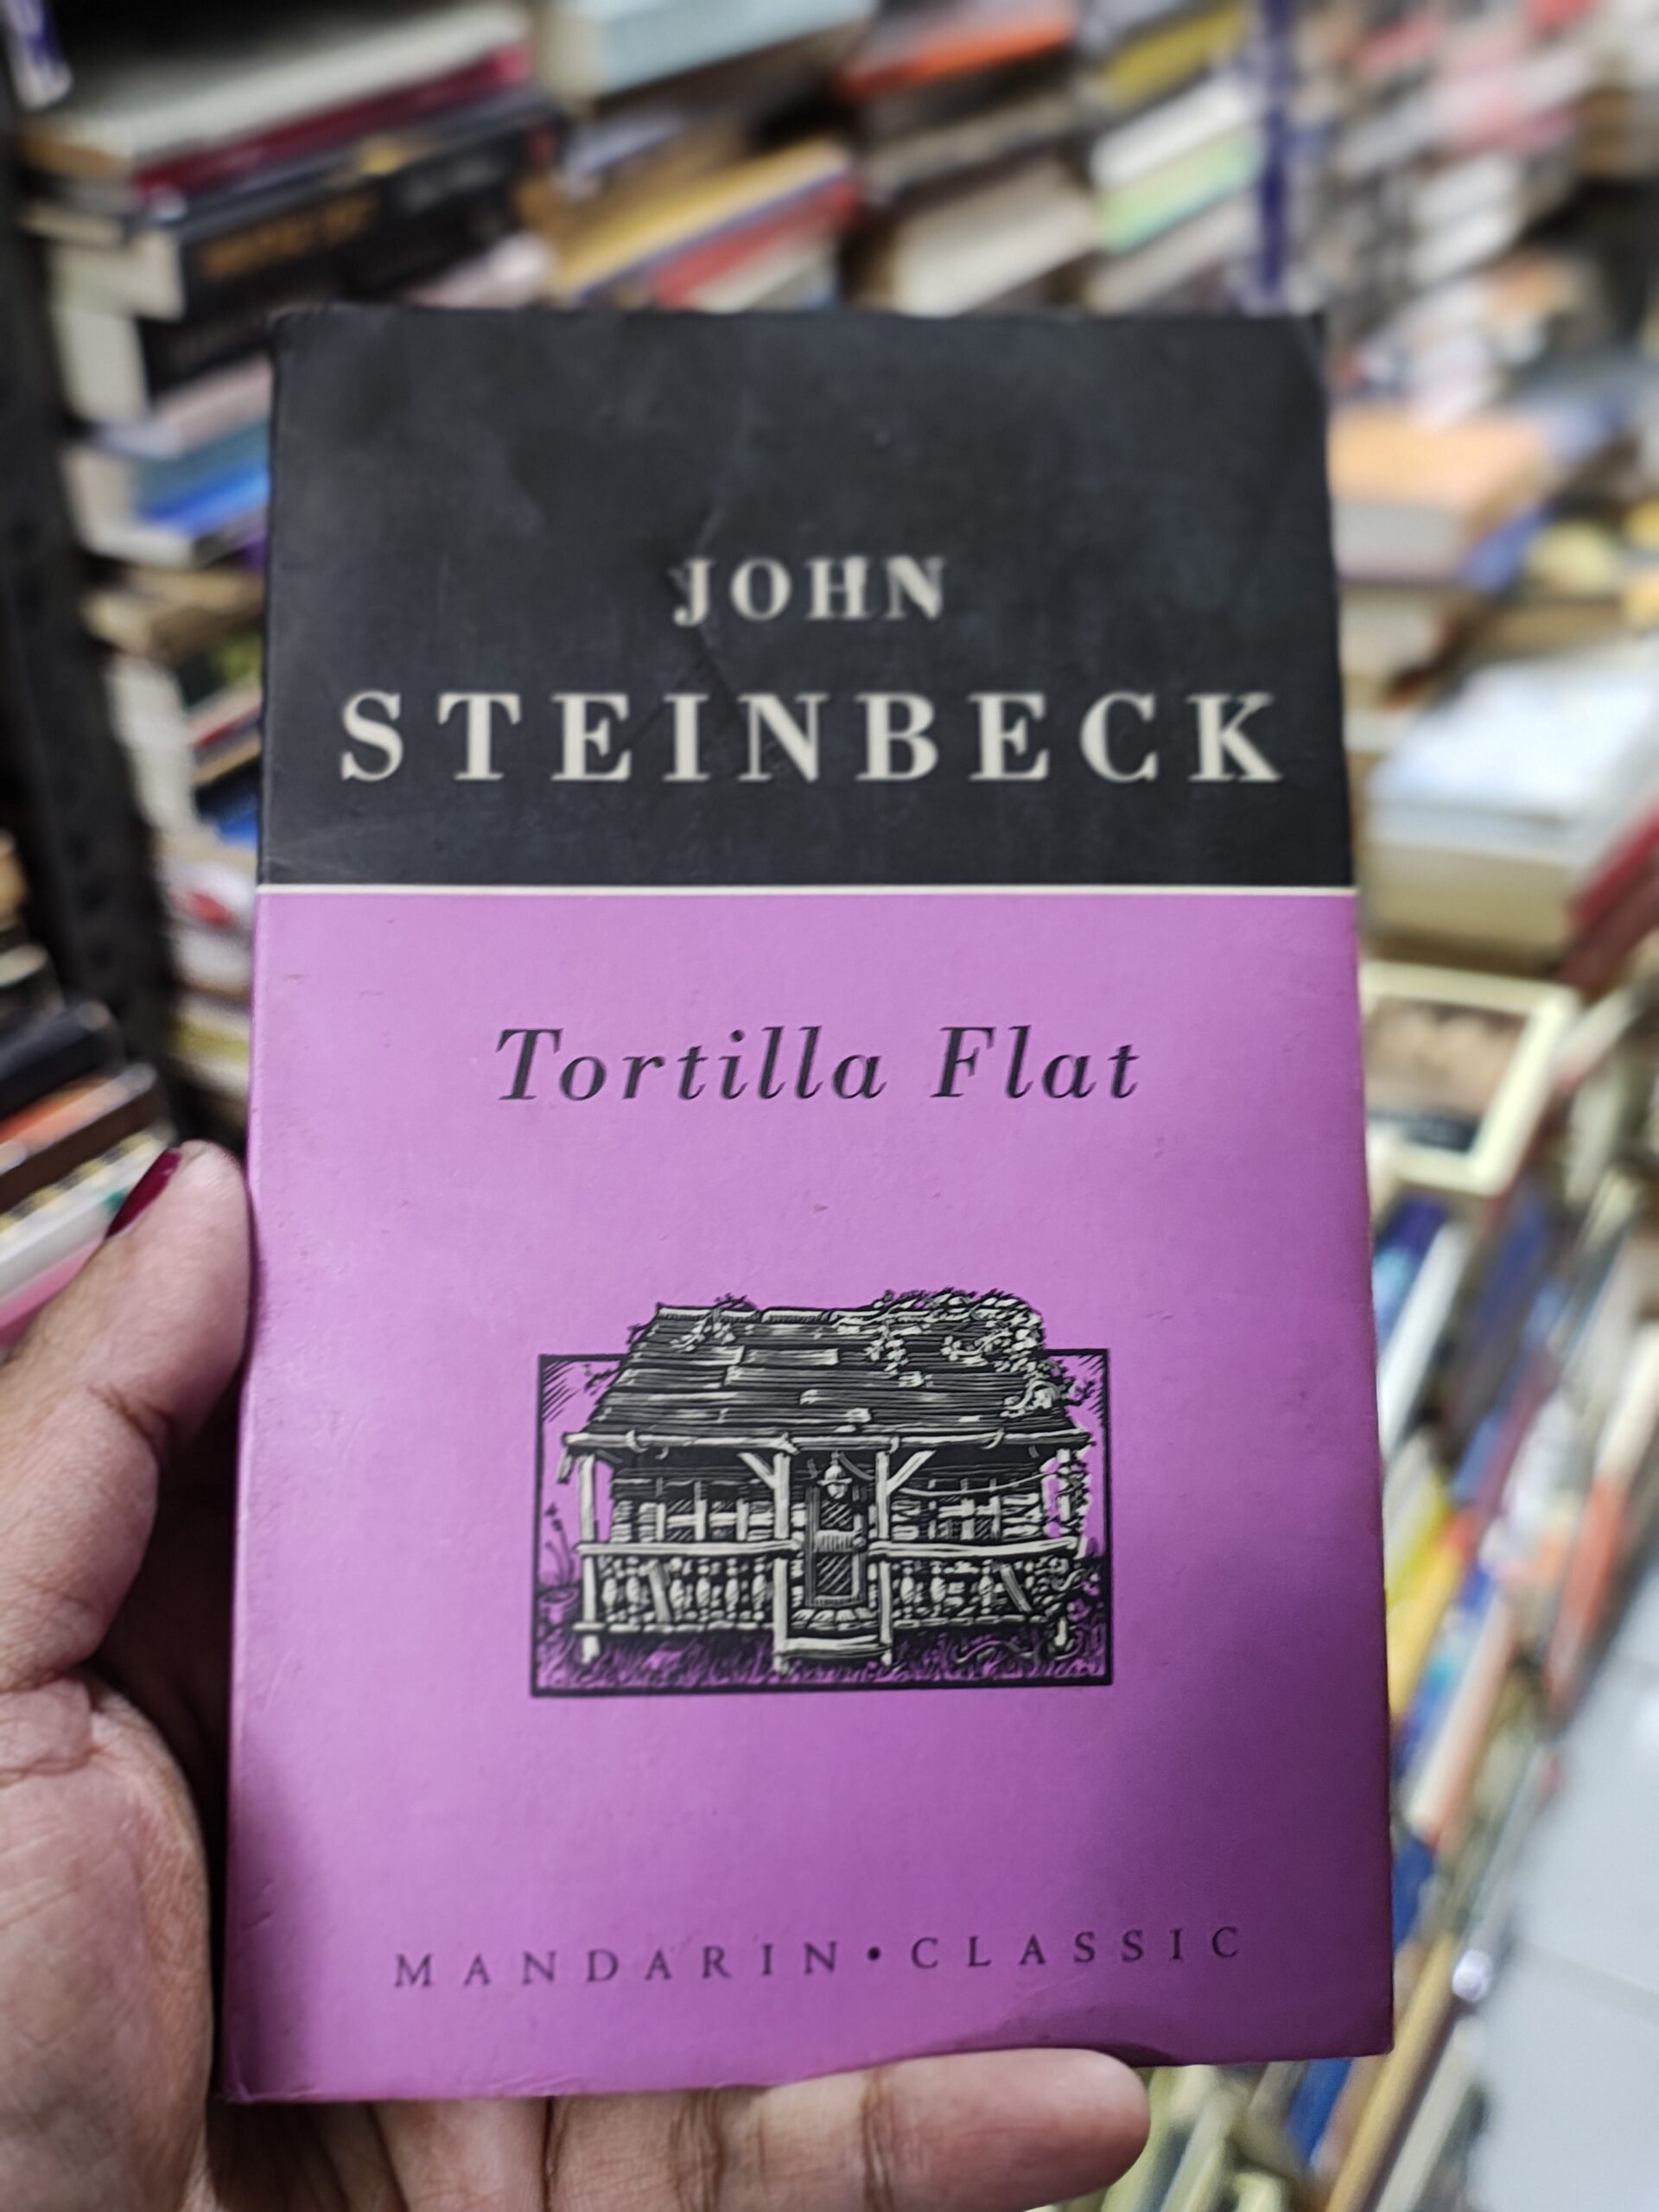 JOHN
STEINBECK
Tortilla Flat
MANDARIN • CLASSIC